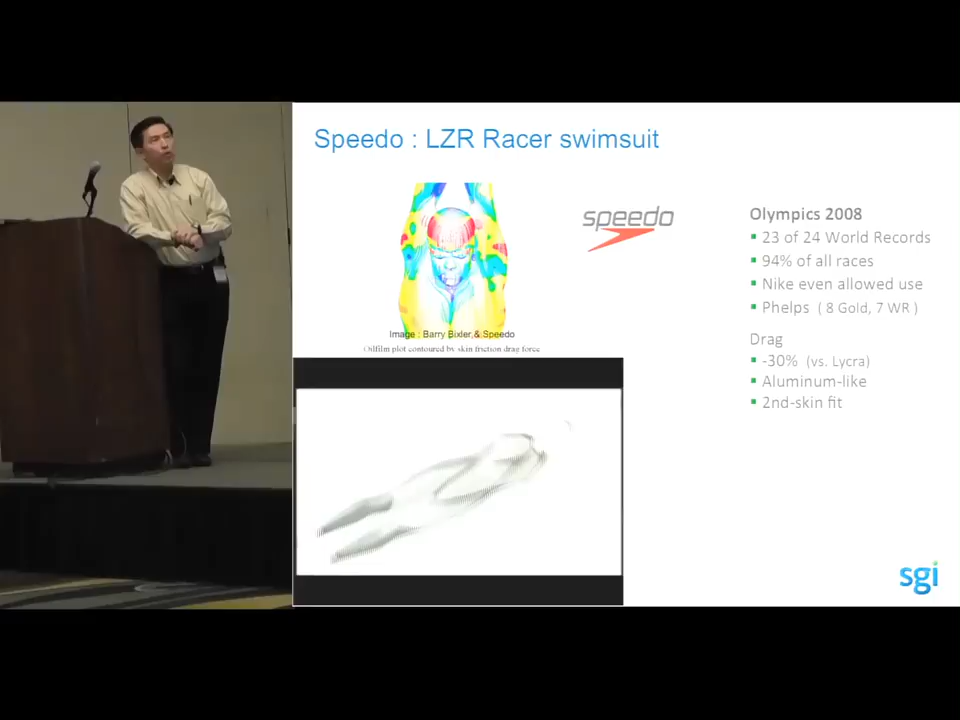 Speedo : LZR Racer swimsuit
speedo
Image : Barry Bixler,& Speedo
Oilfilm plot contoured by skin friction drag force
Olympics 2008
▪ 23 of 24 World Records
▪ 94% of all races
▪ Nike even allowed use
▪ Phelps ( 8 Gold, 7 WR )
Drag
▪ -30% (vs. Lycra)
▪ Aluminum-like
▪ 2nd-skin fit
sgi